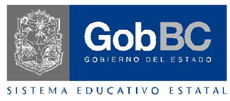 GobBC
GOBIERNO DEL ESTADO
SISTEMA EDUCATIVO ESTATAL